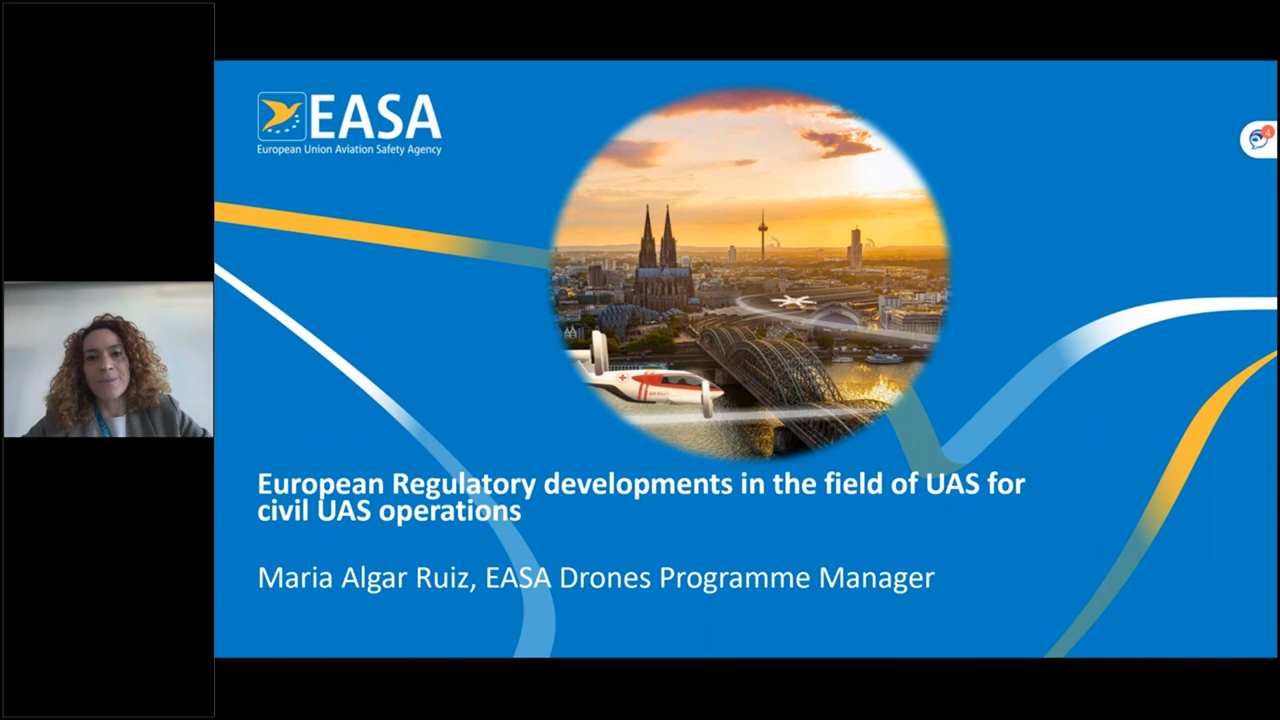 EASA
European Union Aviation Safety Agency
4
European Regulatory developments in the field of UAS for
civil UAS operations
Maria Algar Ruiz, EASA Drones Programme Manager